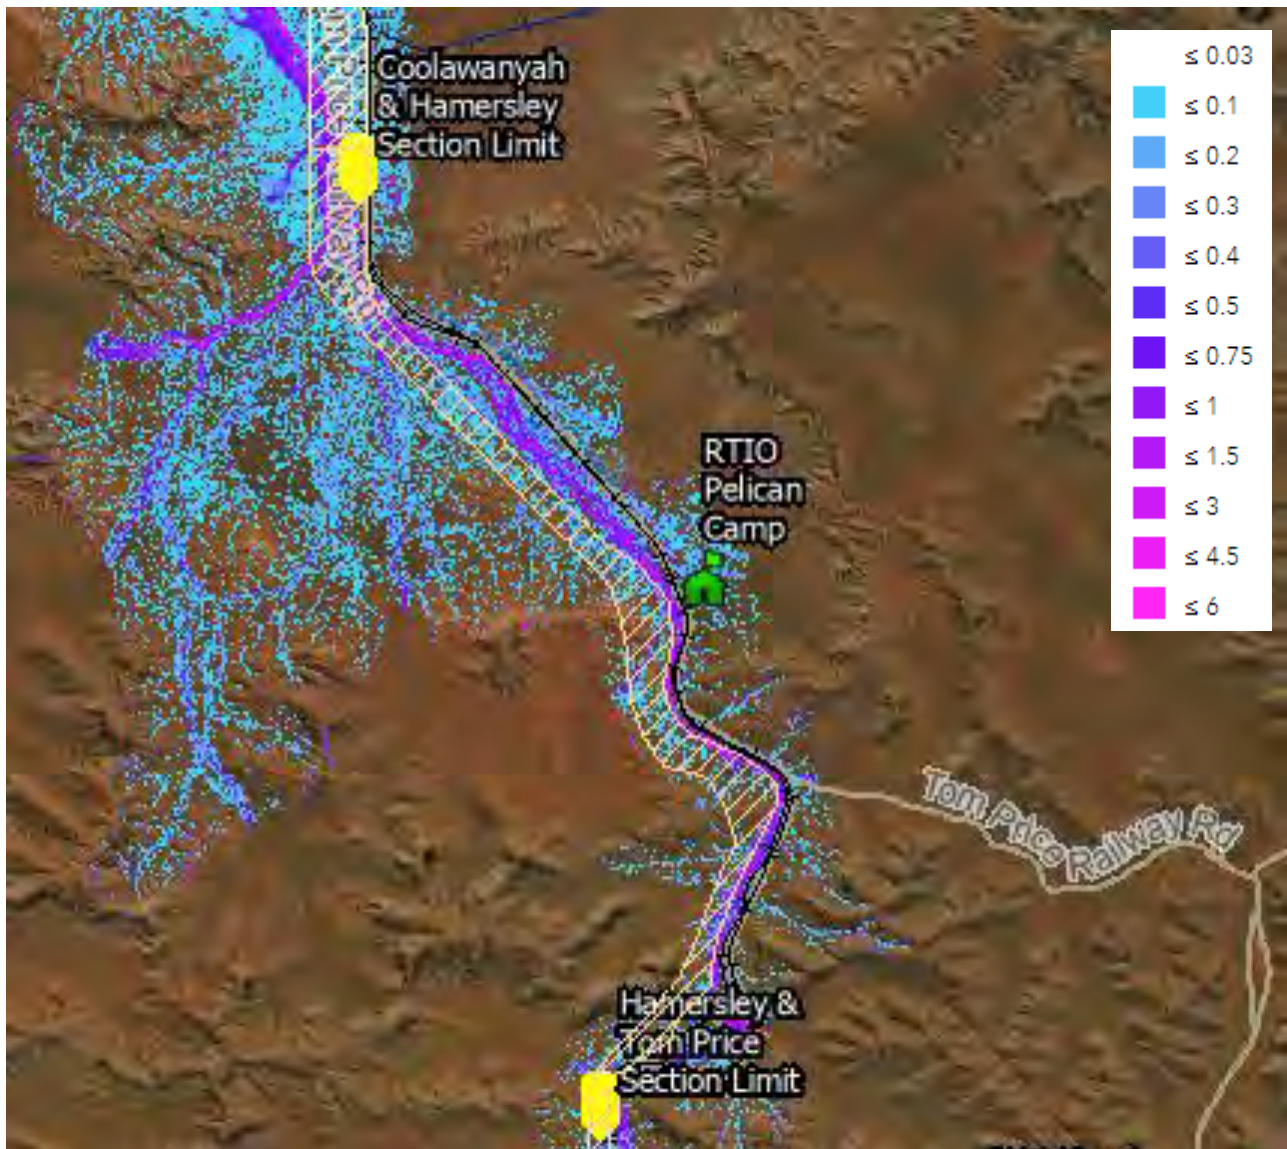 Coolawanyah
& Hamersley
Section Limit
RTIO
Pelican
Camp
Tom Price Railway Rd
Hamersley &
Tom Price
Section Limit
≤ 0.03
≤ 0.1
≤ 0.2
≤ 0.3
≤ 0.4
≤ 0.5
≤ 0.75
≤ 1
≤ 1.5
≤ 3
≤ 4.5
≤ 6